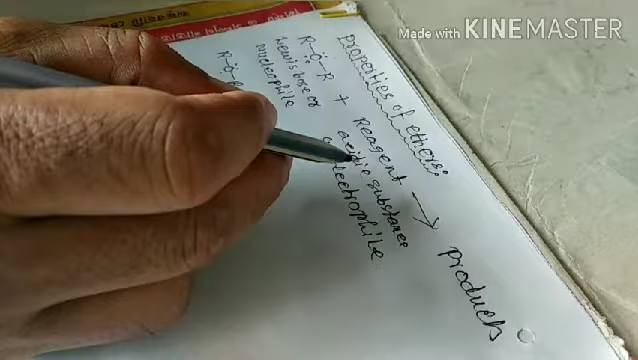 Made with KINEMASTER
Properties of ethers:
R-Ö-R + Reagent → Products
Lewis base or acidic substance
nucleophile electrophile
R-O-R